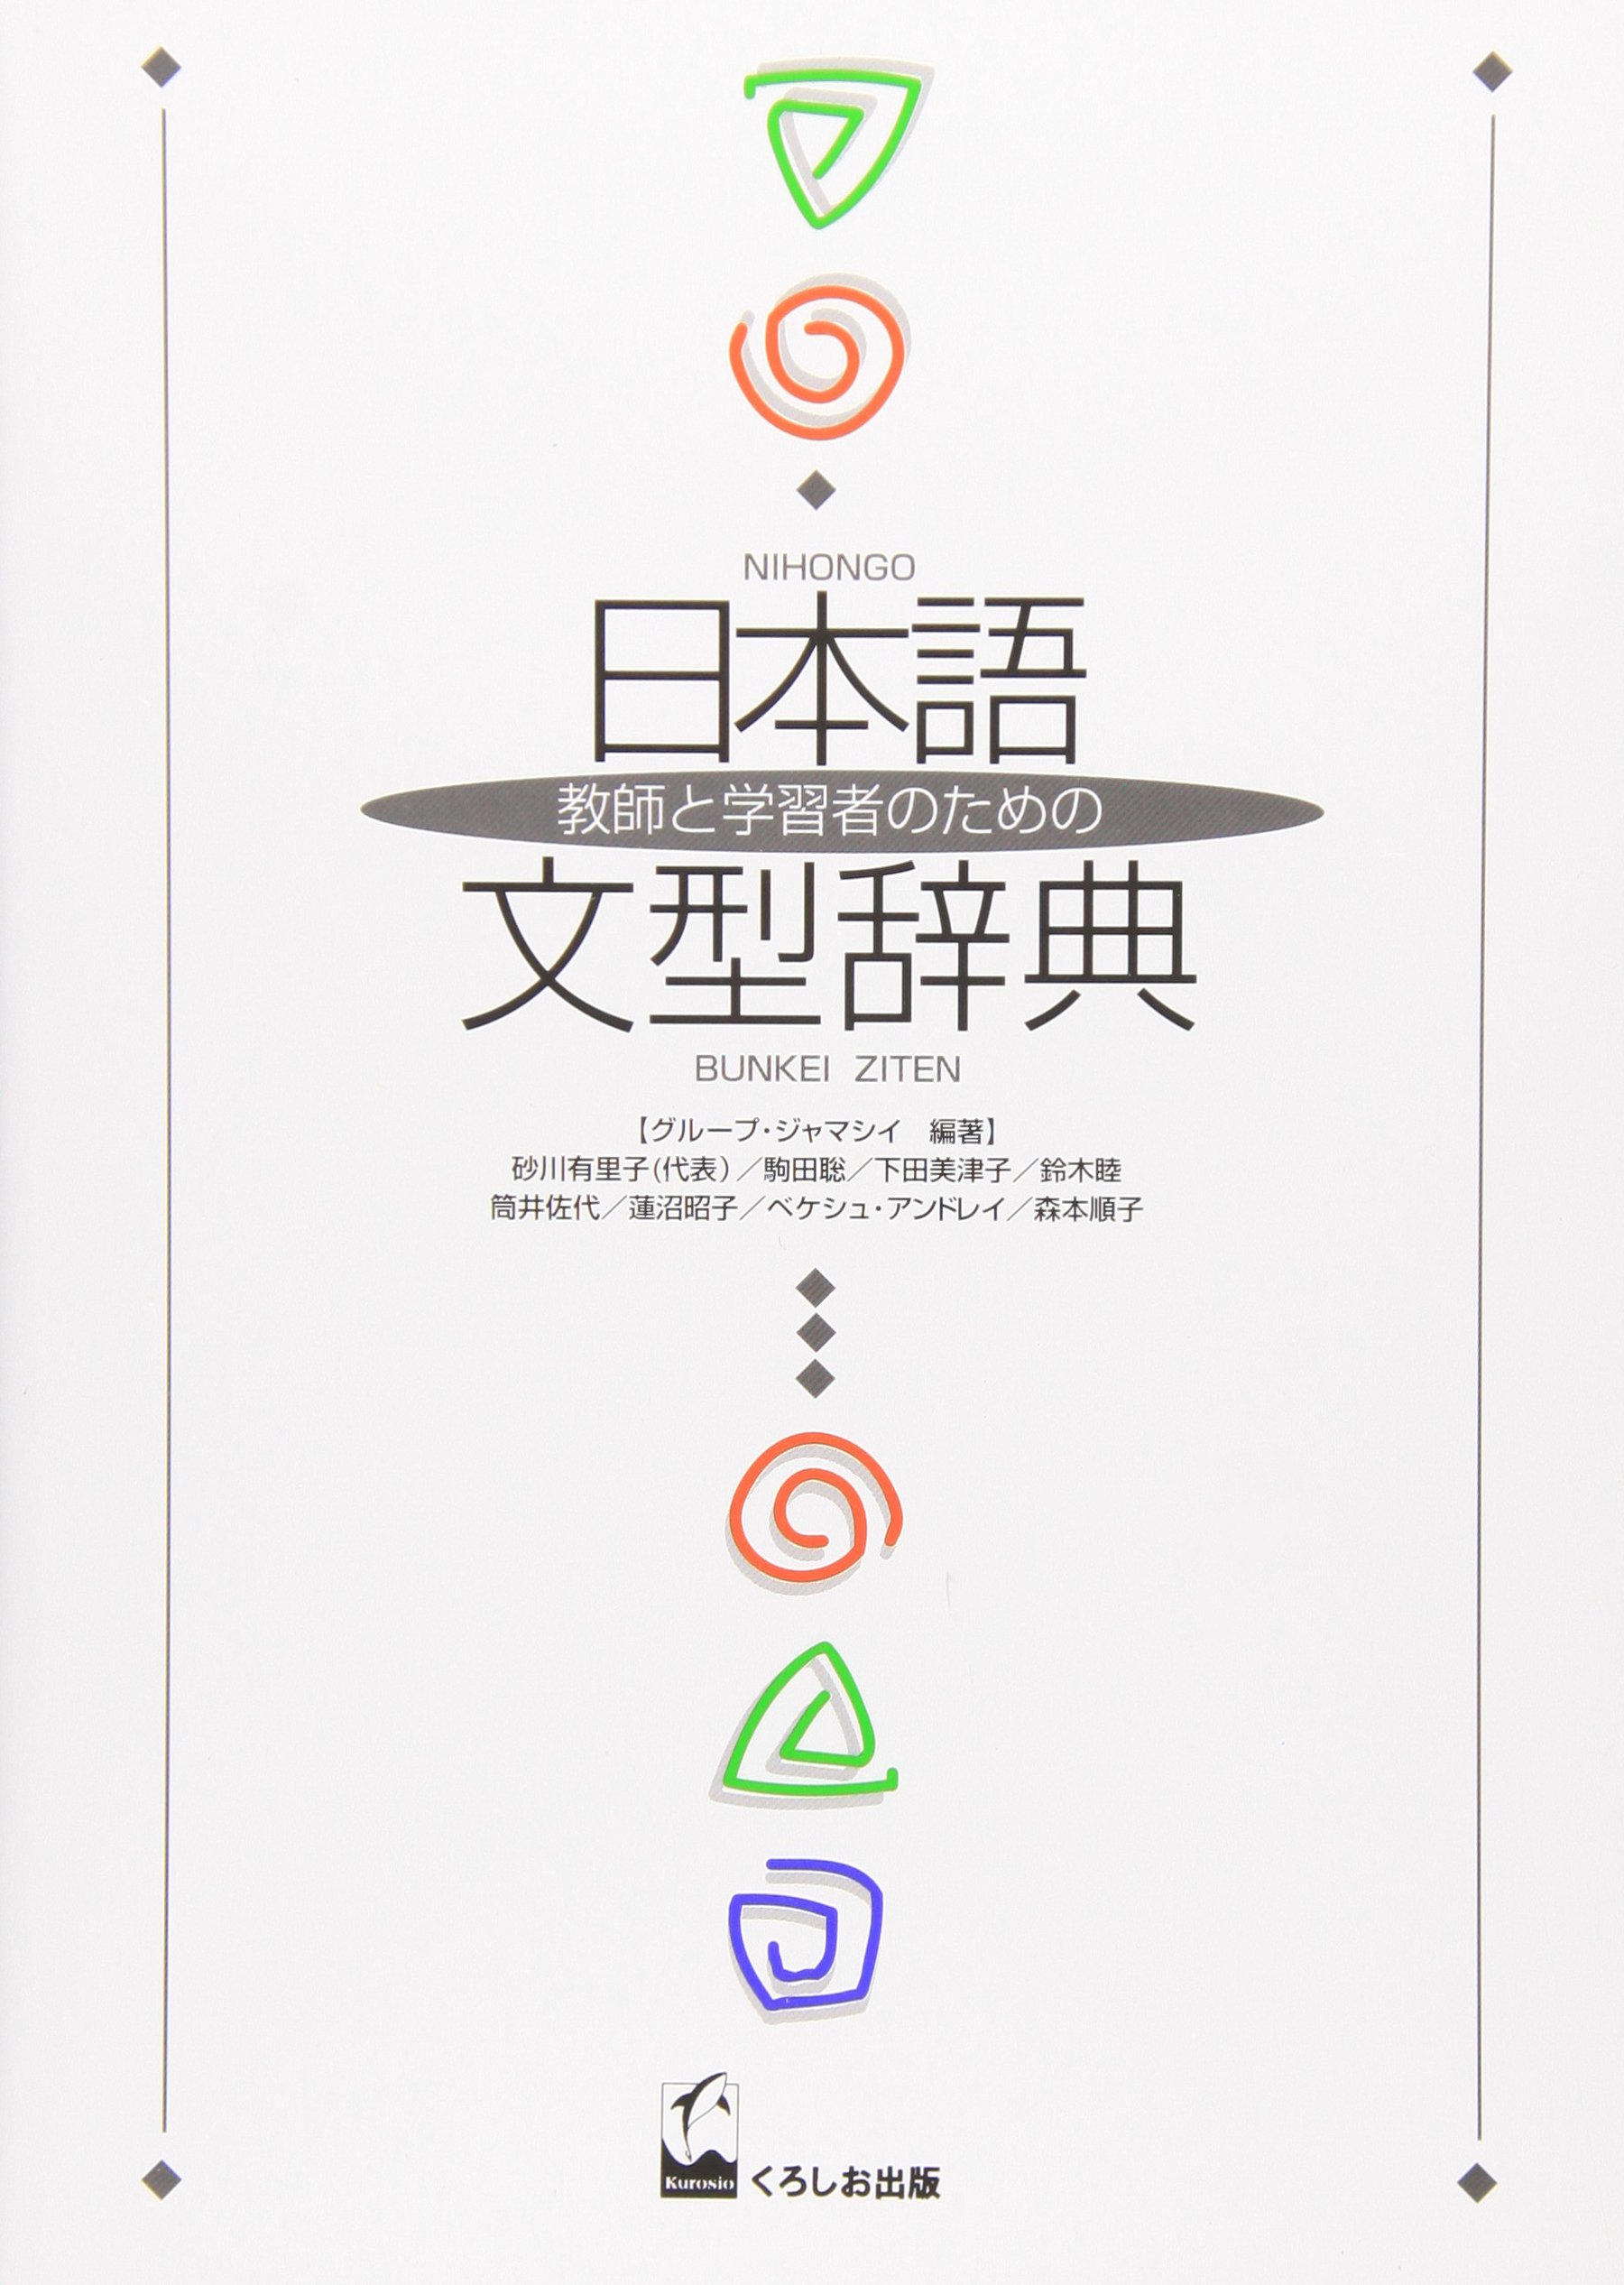 NIHONGO
日本語
教師と学習者のための
文型辞典
BUNKEI ZITEN
【グループ・ジャマシイ　編著】
砂川有里子(代表)／駒田聡／下田美津子／鈴木睦
筒井佐代／蓮沼昭子／ベケシュ・アンドレイ／森本順子
Kurosio
くろしお出版